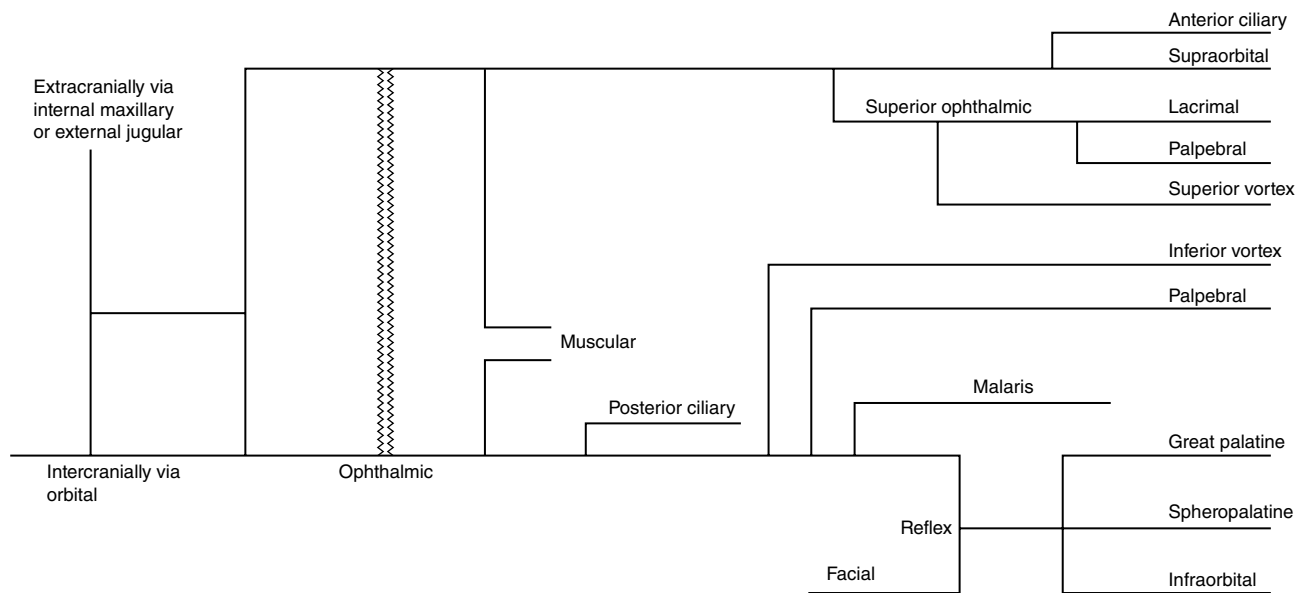 Anterior ciliary
Supraorbital
Extracranially via
internal maxillary
or external jugular
Superior ophthalmic
Lacrimal
Palpebral
Superior vortex
Inferior vortex
Palpebral
Muscular
Malaris
Posterior ciliary
Great palatine
Intercranially via
orbital
Ophthalmic
Spheropalatine
Reflex
Facial
Infraorbital